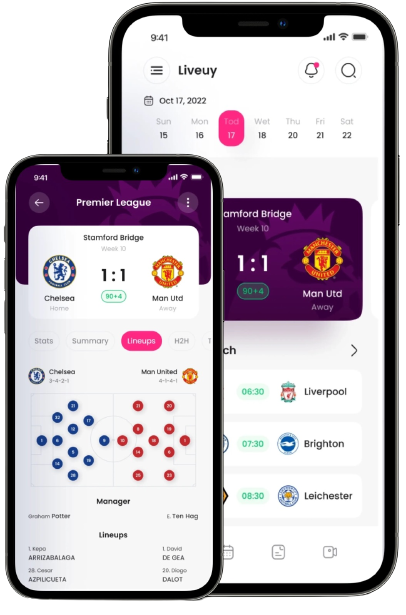 9:41
Liveuy
Oct 17, 2022
Sun Mon Tod Wet Thu Fri Sat
15 16 17 18 20 21 22
amford Bridge
Week 10
1:1
90+4
Man Utd
Away
ch
06:30 Liverpool
07:30 Brighton
08:30 Leichester
9:41
Premier League
Stamford Bridge
Week 10
1:1
90+4
Chelsea
Home
Man Utd
Away
Stats Summary Lineups H2H T
Chelsea
3-4-2-1
Man United
4-1-4-1
Manager
Graham Potter
E. Ten Hag
Lineups
1. Kepa
ARRIZABALAGA
1. David
DE GEA
28. Cesar
AZPILICUETA
20. Diogo
DALOT